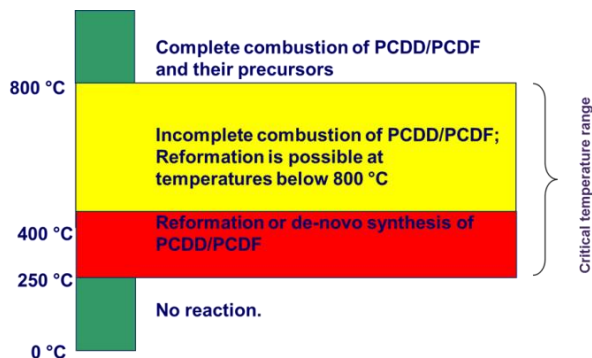 Complete combustion of PCDD/PCDF
and their precursors
800 °C
Incomplete combustion of PCDD/PCDF;
Reformation is possible at
temperatures below 800 °C
Reformation or de-novo synthesis of
PCDD/PCDF
400 °C
250 °C
No reaction.
0 °C
Critical temperature range